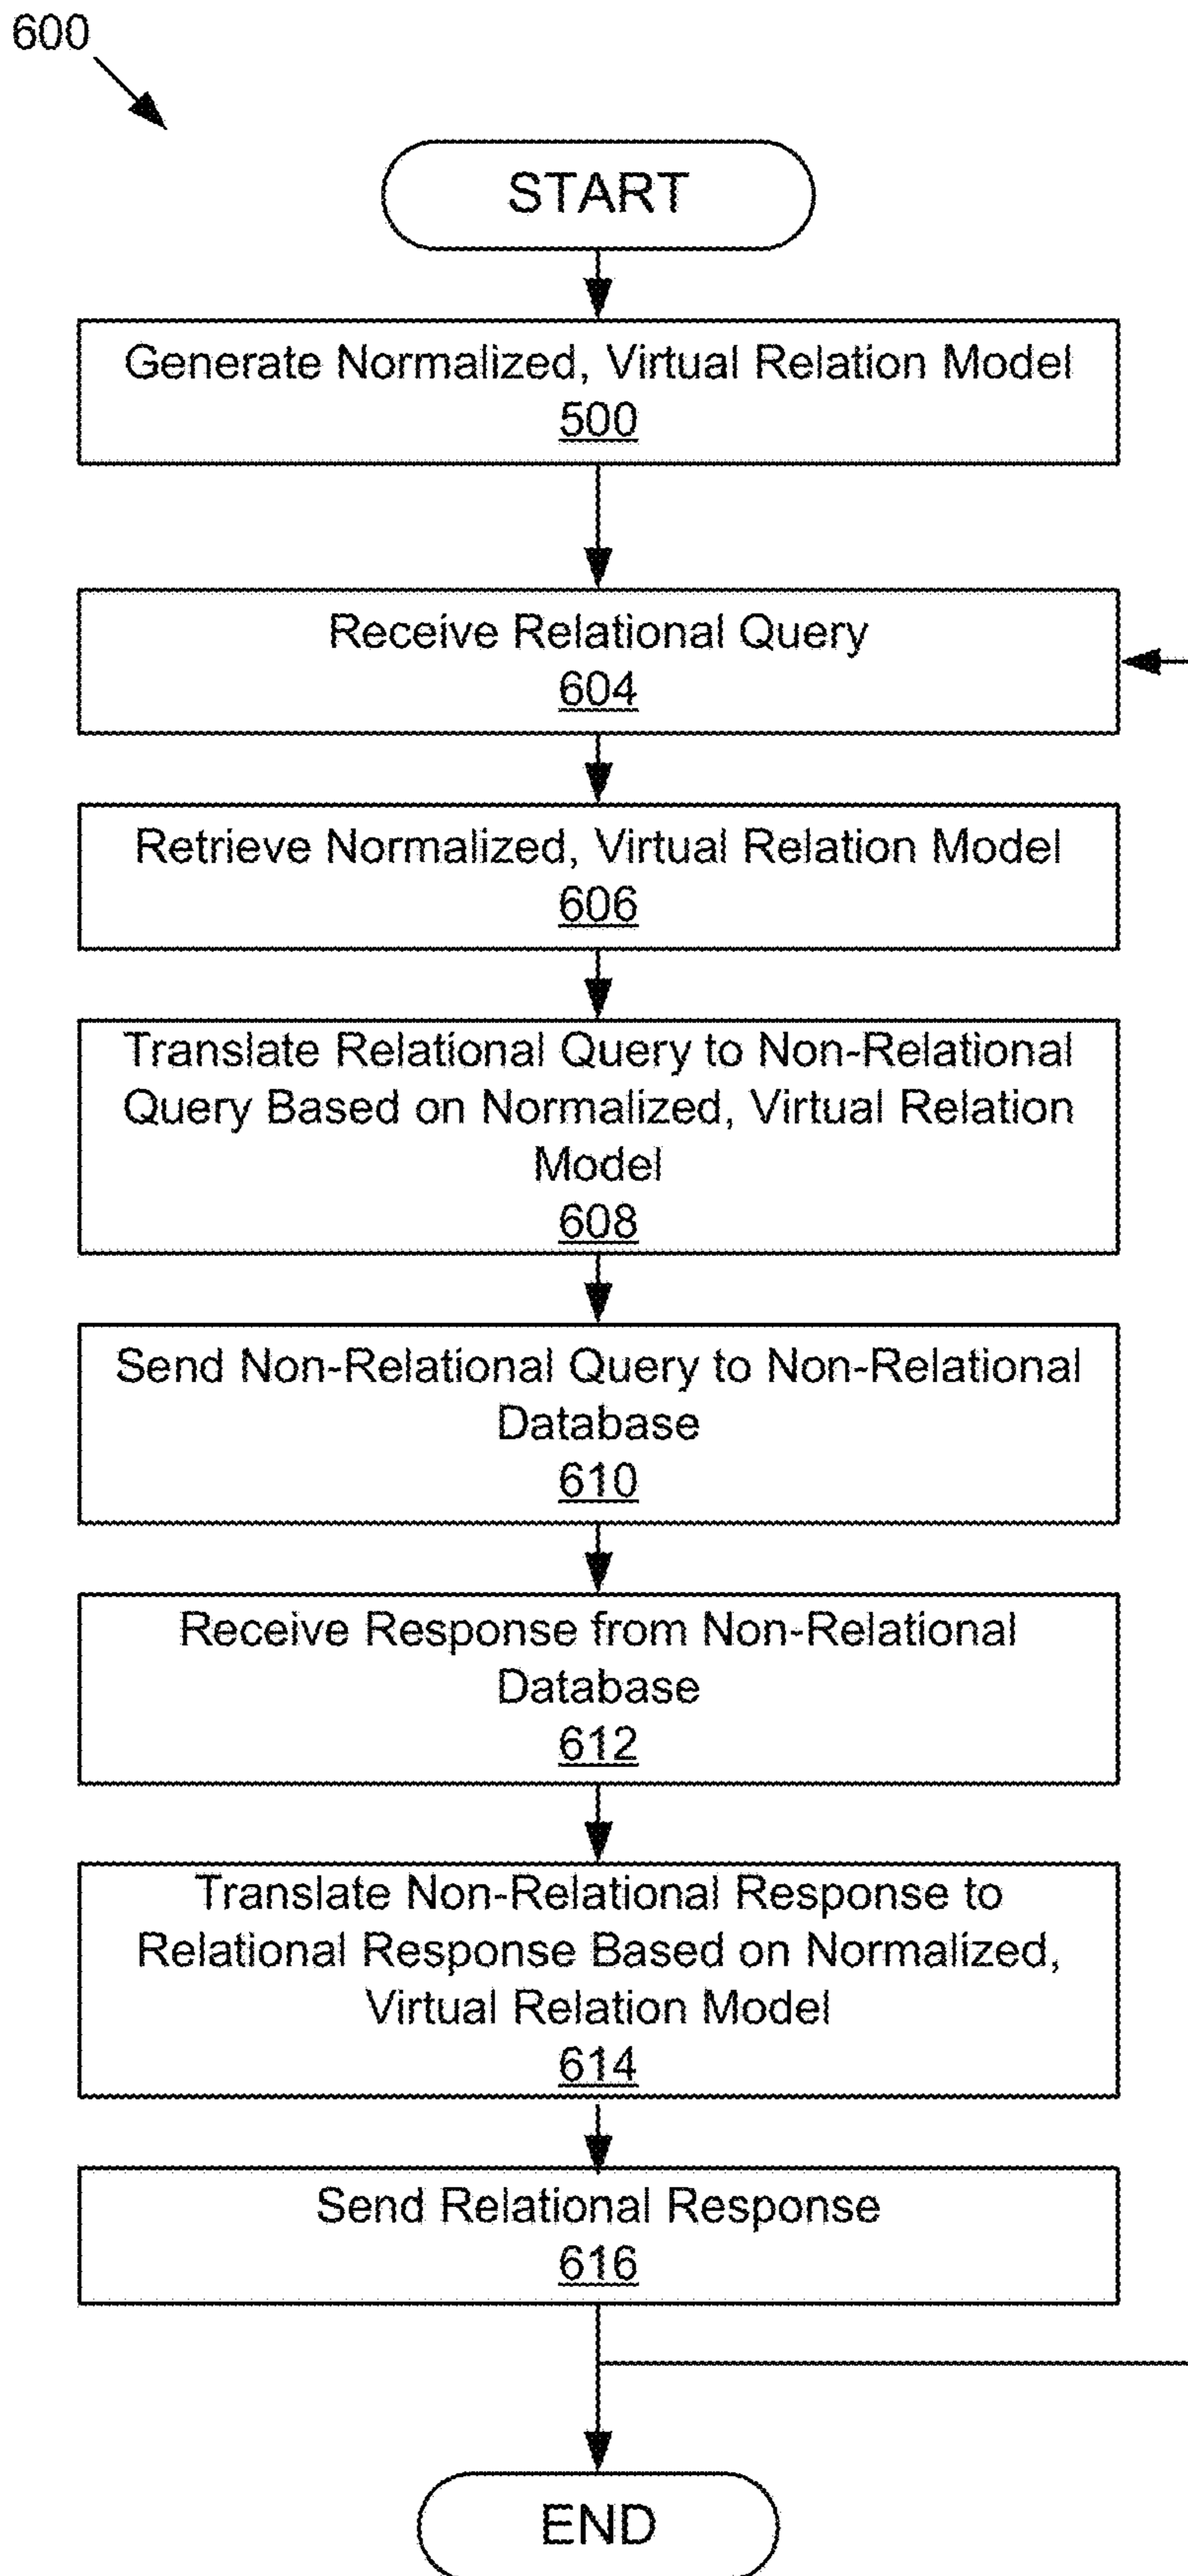 600
START
Generate Normalized, Virtual Relation Model
500
Receive Relational Query
604
Retrieve Normalized, Virtual Relation Model
606
Translate Relational Query to Non-Relational
Query Based on Normalized, Virtual Relation
Model
608
Send Non-Relational Query to Non-Relational
Database
610
Receive Response from Non-Relational
Database
612
Translate Non-Relational Response to
Relational Response Based on Normalized,
Virtual Relation Model
614
Send Relational Response
616
END